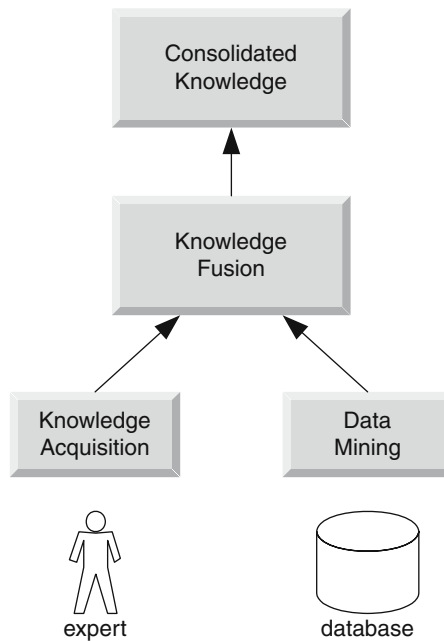 Consolidated
Knowledge
Knowledge
Fusion
Knowledge
Acquisition
Data
Mining
expert
database